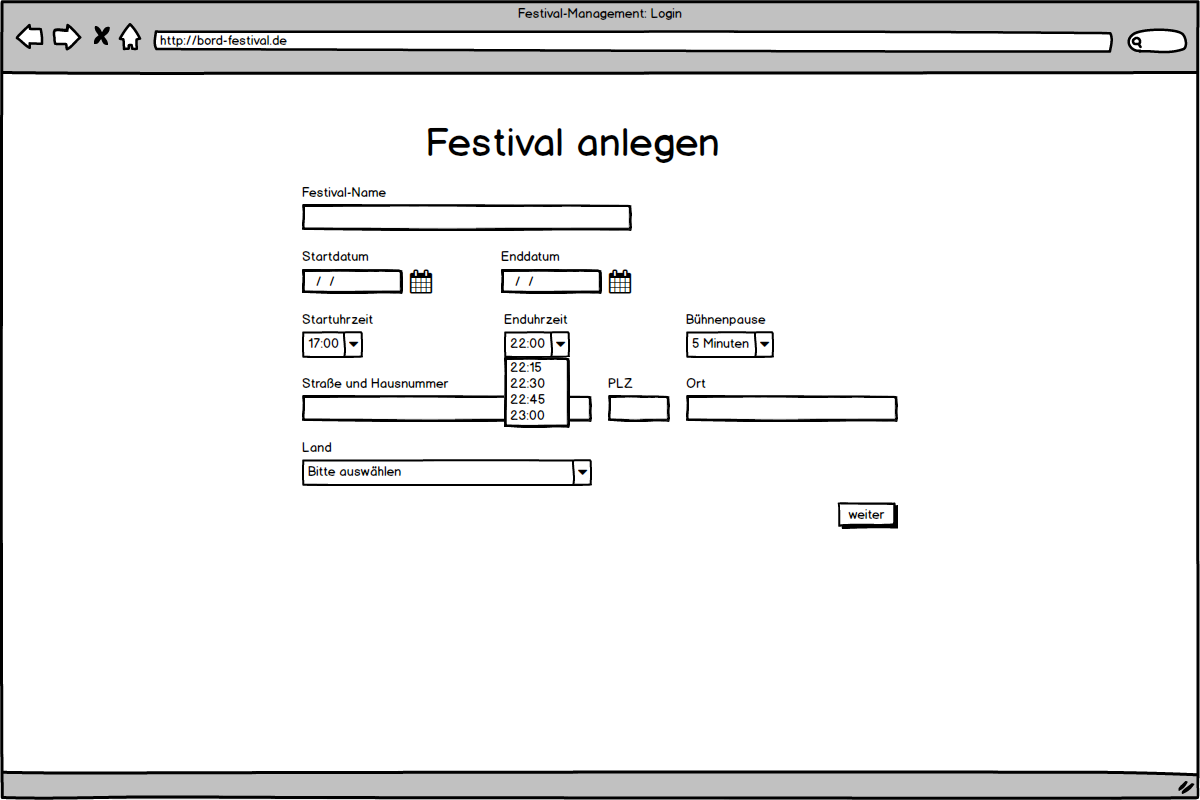 Festival-Management: Login
http://bord-festival.de
Festival anlegen
Festival-Name
Startdatum Enddatum
/ / / /
Startuhrzeit Enduhrzeit Bühnenpause
17:00 22:00 5 Minuten
22:15
22:30
22:45
23:00
Straße und Hausnummer PLZ Ort
Land
Bitte auswählen
weiter